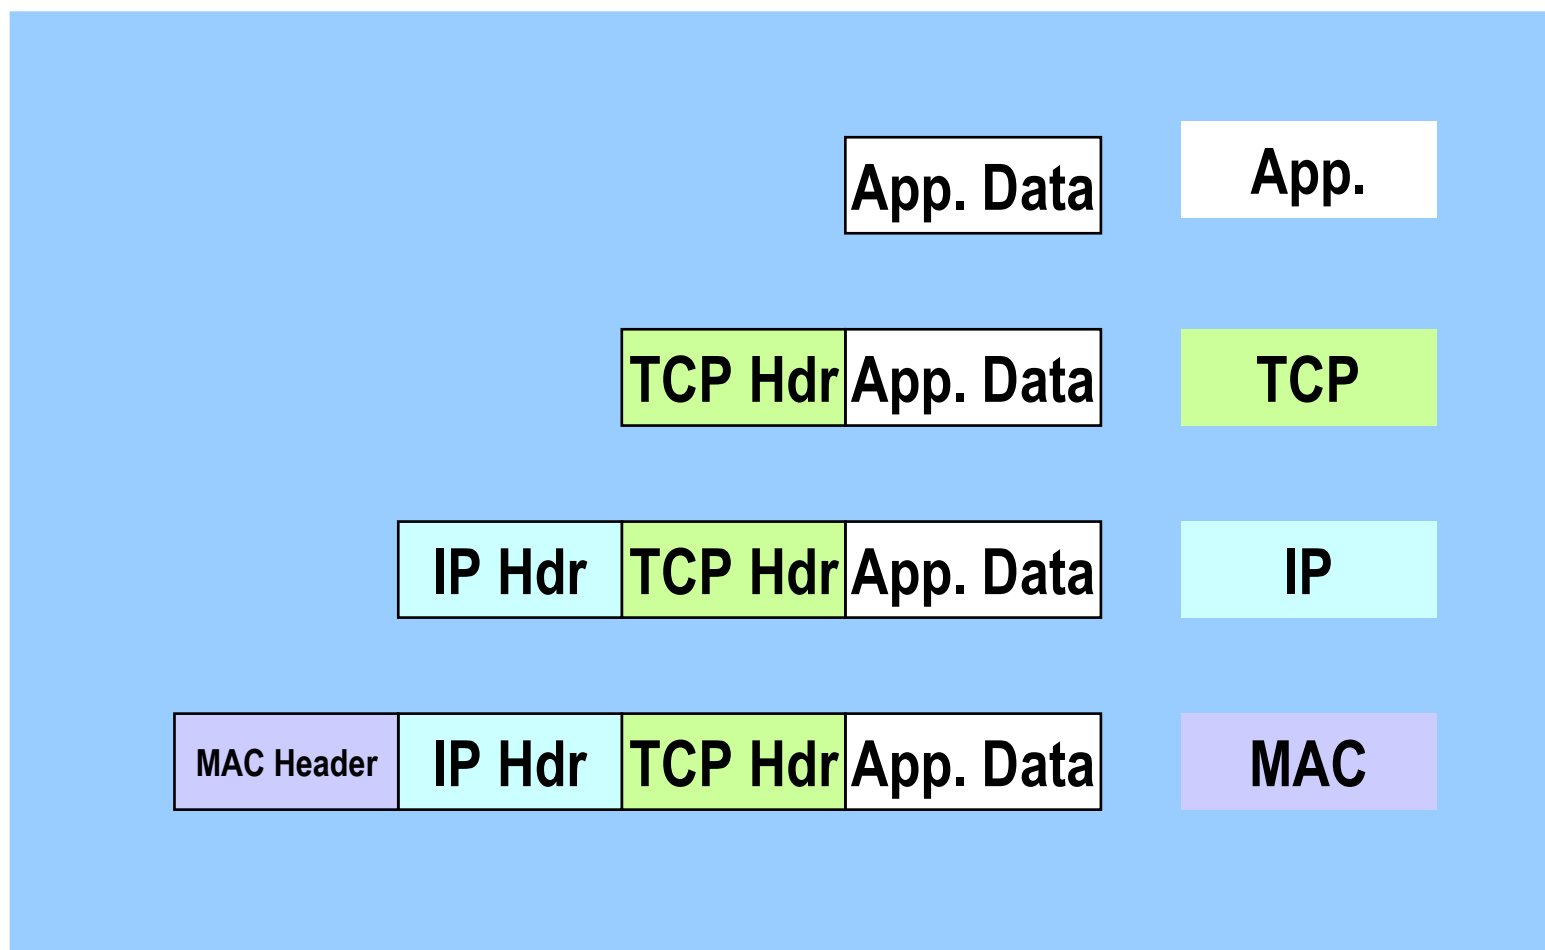 App. Data App.
TCP Hdr App. Data TCP
IP Hdr TCP Hdr App. Data IP
MAC Header IP Hdr TCP Hdr App. Data MAC